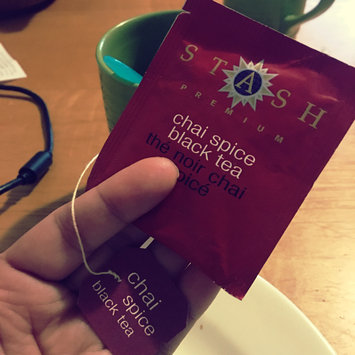 STASH
PREMIUM
chai spice
black tea
thé noir chai
épicé
chai
spice
black tea